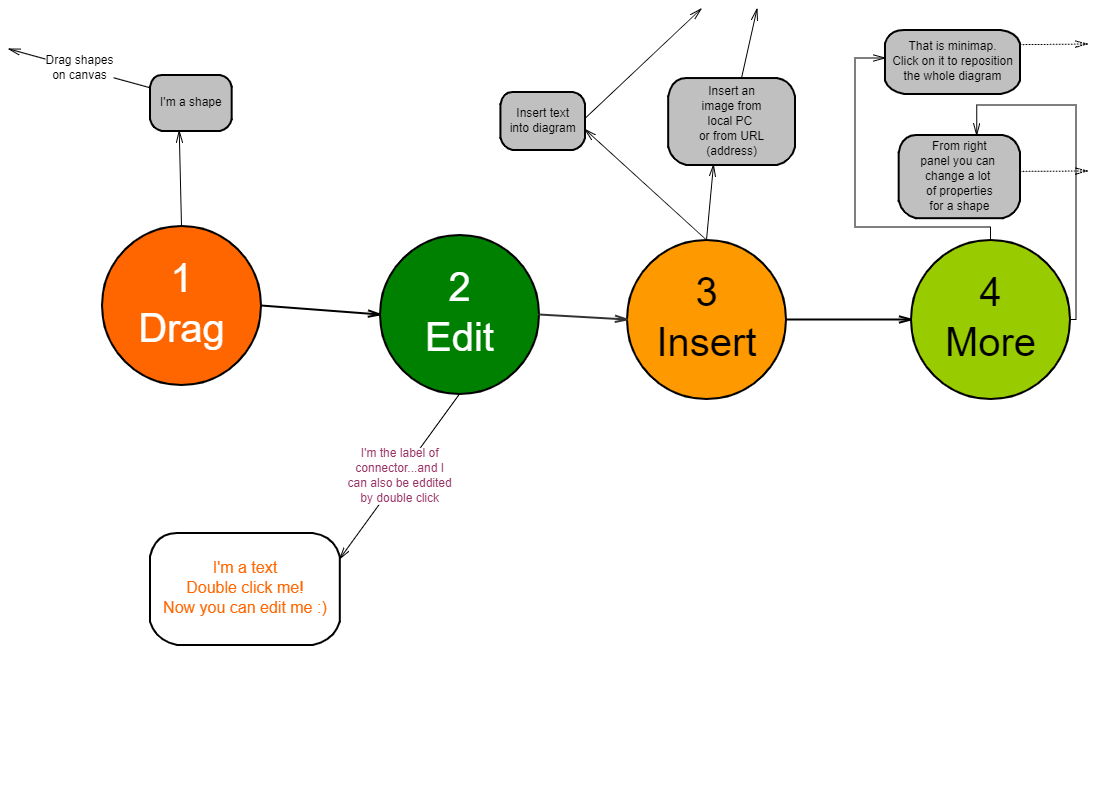 Drag shapes
on canvas
I'm a shape
Insert text
into diagram
Insert an
image from
local PC
or from URL
(address)
That is minimap.
Click on it to reposition
the whole diagram
From right
panel you can
change a lot
of properties
for a shape
1
Drag
2
Edit
3
Insert
4
More
I'm the label of
connector...and I
can also be eddited
by double click
I'm a text
Double click me!
Now you can edit me :)